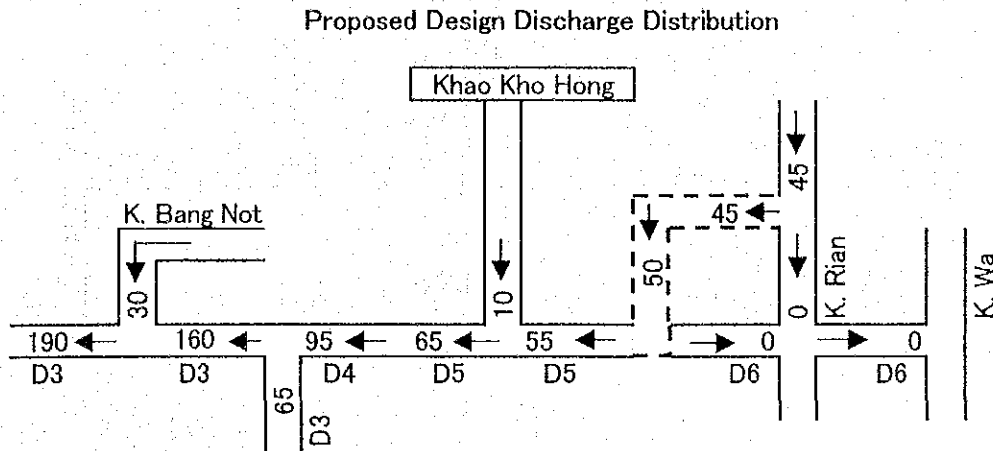 Proposed Design Discharge Distribution
Khao Kho Hong
45
45
K. Bang Not
50
K. Rian
K. Wa
30
10
0
190
160
95
65
55
0
0
D3
D3
D4
D5
D5
D6
D6
65
D3